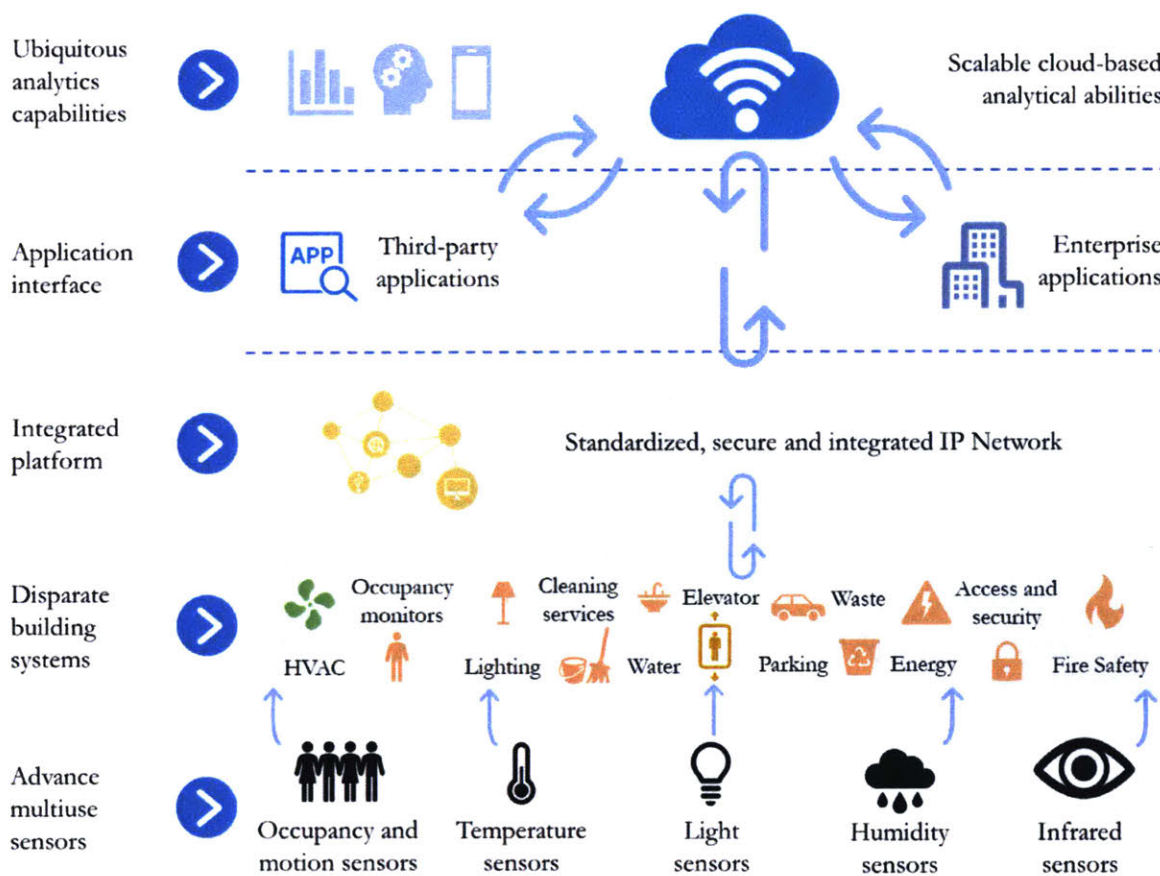 Ubiquitous
analytics
capabilities
Scalable cloud-based
analytical abilities
Application
interface
APP
Third-party
applications
Enterprise
applications
Integrated
platform
Standardized, secure and integrated IP Network
Disparate
building
systems
HVAC
Occupancy
monitors
Lighting
Cleaning
services
Water
Elevator
Parking
Waste
Energy
Access and
security
Fire Safety
Advance
multiuse
sensors
Occupancy and
motion sensors
Temperature
sensors
Light
sensors
Humidity
sensors
Infrared
sensors